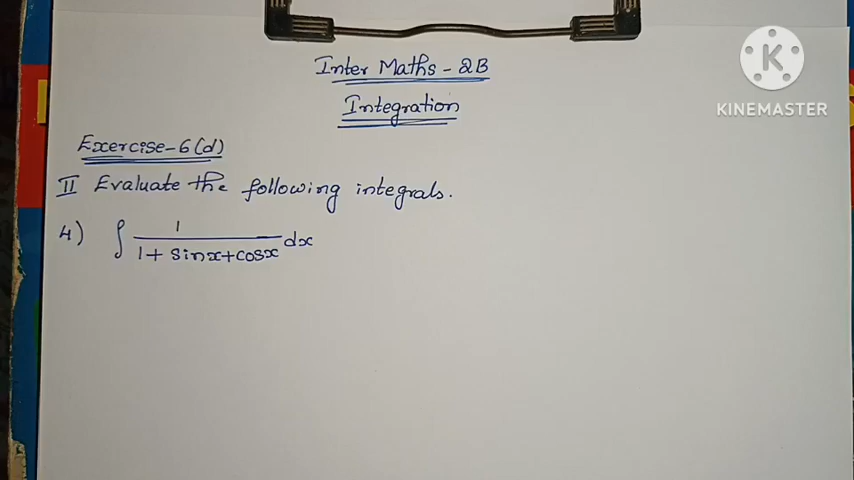 Inter Maths - 2B
Integration
KINEMASTER
Exercise-6(d)
II Evaluate the following integrals.
4) ∫ 1/(1+ sinx+cosx) dx